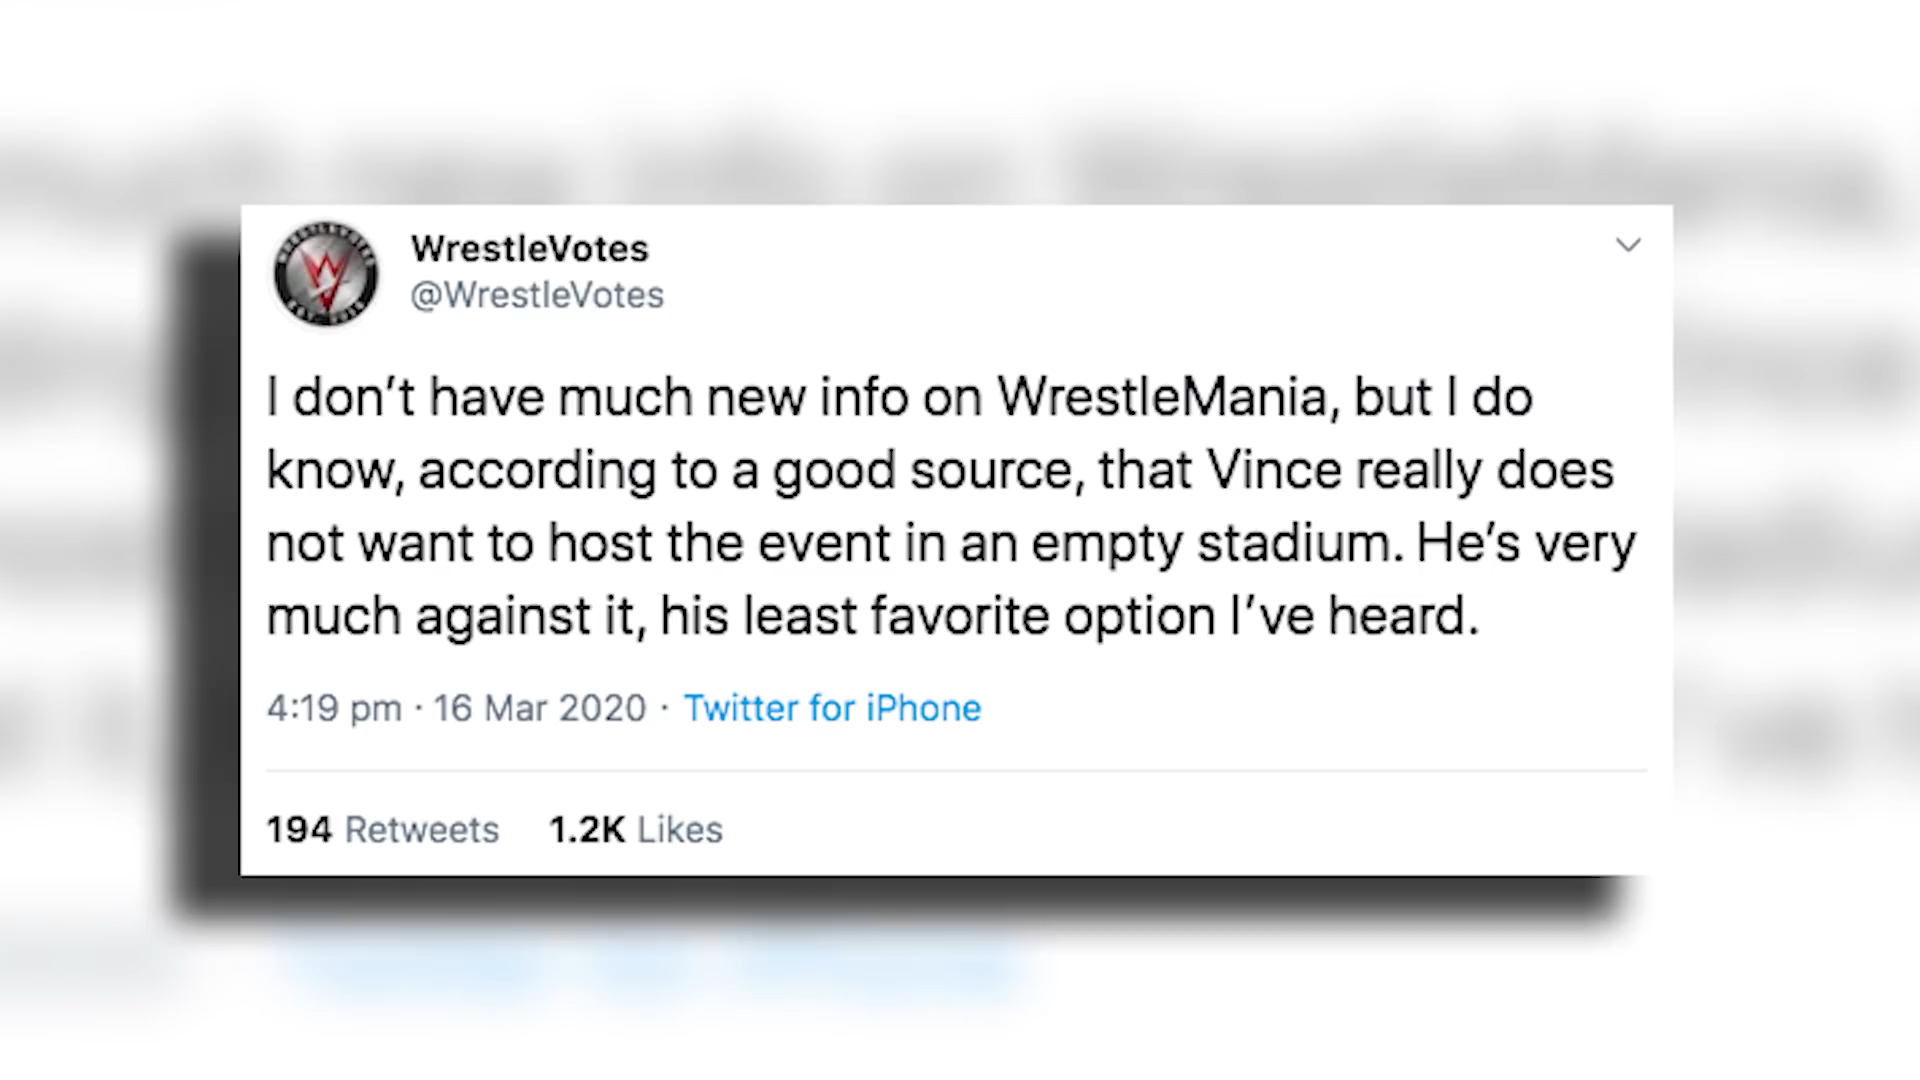 WrestleVotes
@WrestleVotes
I don’t have much new info on WrestleMania, but I do
know, according to a good source, that Vince really does
not want to host the event in an empty stadium. He’s very
much against it, his least favorite option I’ve heard.
4:19 pm · 16 Mar 2020 · Twitter for iPhone
194 Retweets 1.2K Likes